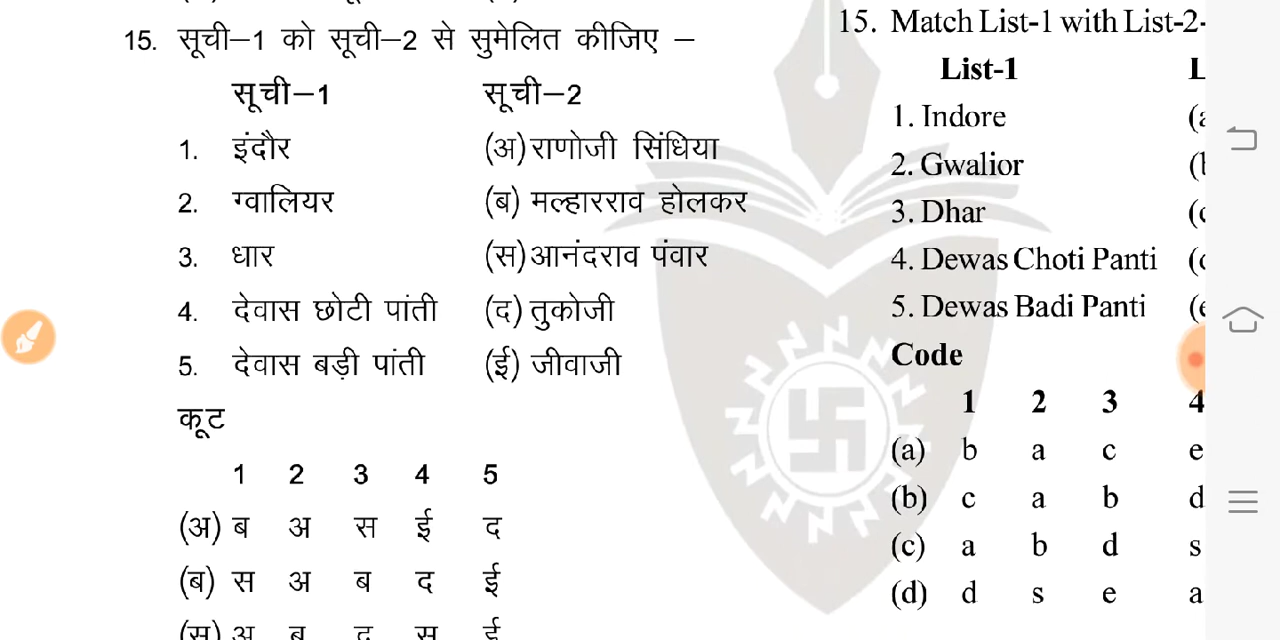 15. सूची–1 को सूची–2 से सुमेलित कीजिए –
सूची–1 सूची–2
1. इंदौर (अ) राणोजी सिंधिया
2. ग्वालियर (ब) मल्हारराव होलकर
3. धार (स) आनंदराव पंवार
4. देवास छोटी पांती (द) तुकोजी
5. देवास बड़ी पांती (ई) जीवाजी
कूट
1 2 3 4 5
(अ) ब अ स ई द
(ब) स अ ब द ई
(स) अ ब द स ई
15. Match List-1 with List-2-
List-1 L
1. Indore
2. Gwalior
3. Dhar
4. Dewas Choti Panti
5. Dewas Badi Panti
Code
1 2 3 4
(a) b a c e
(b) c a b d
(c) a b d s
(d) d s e a